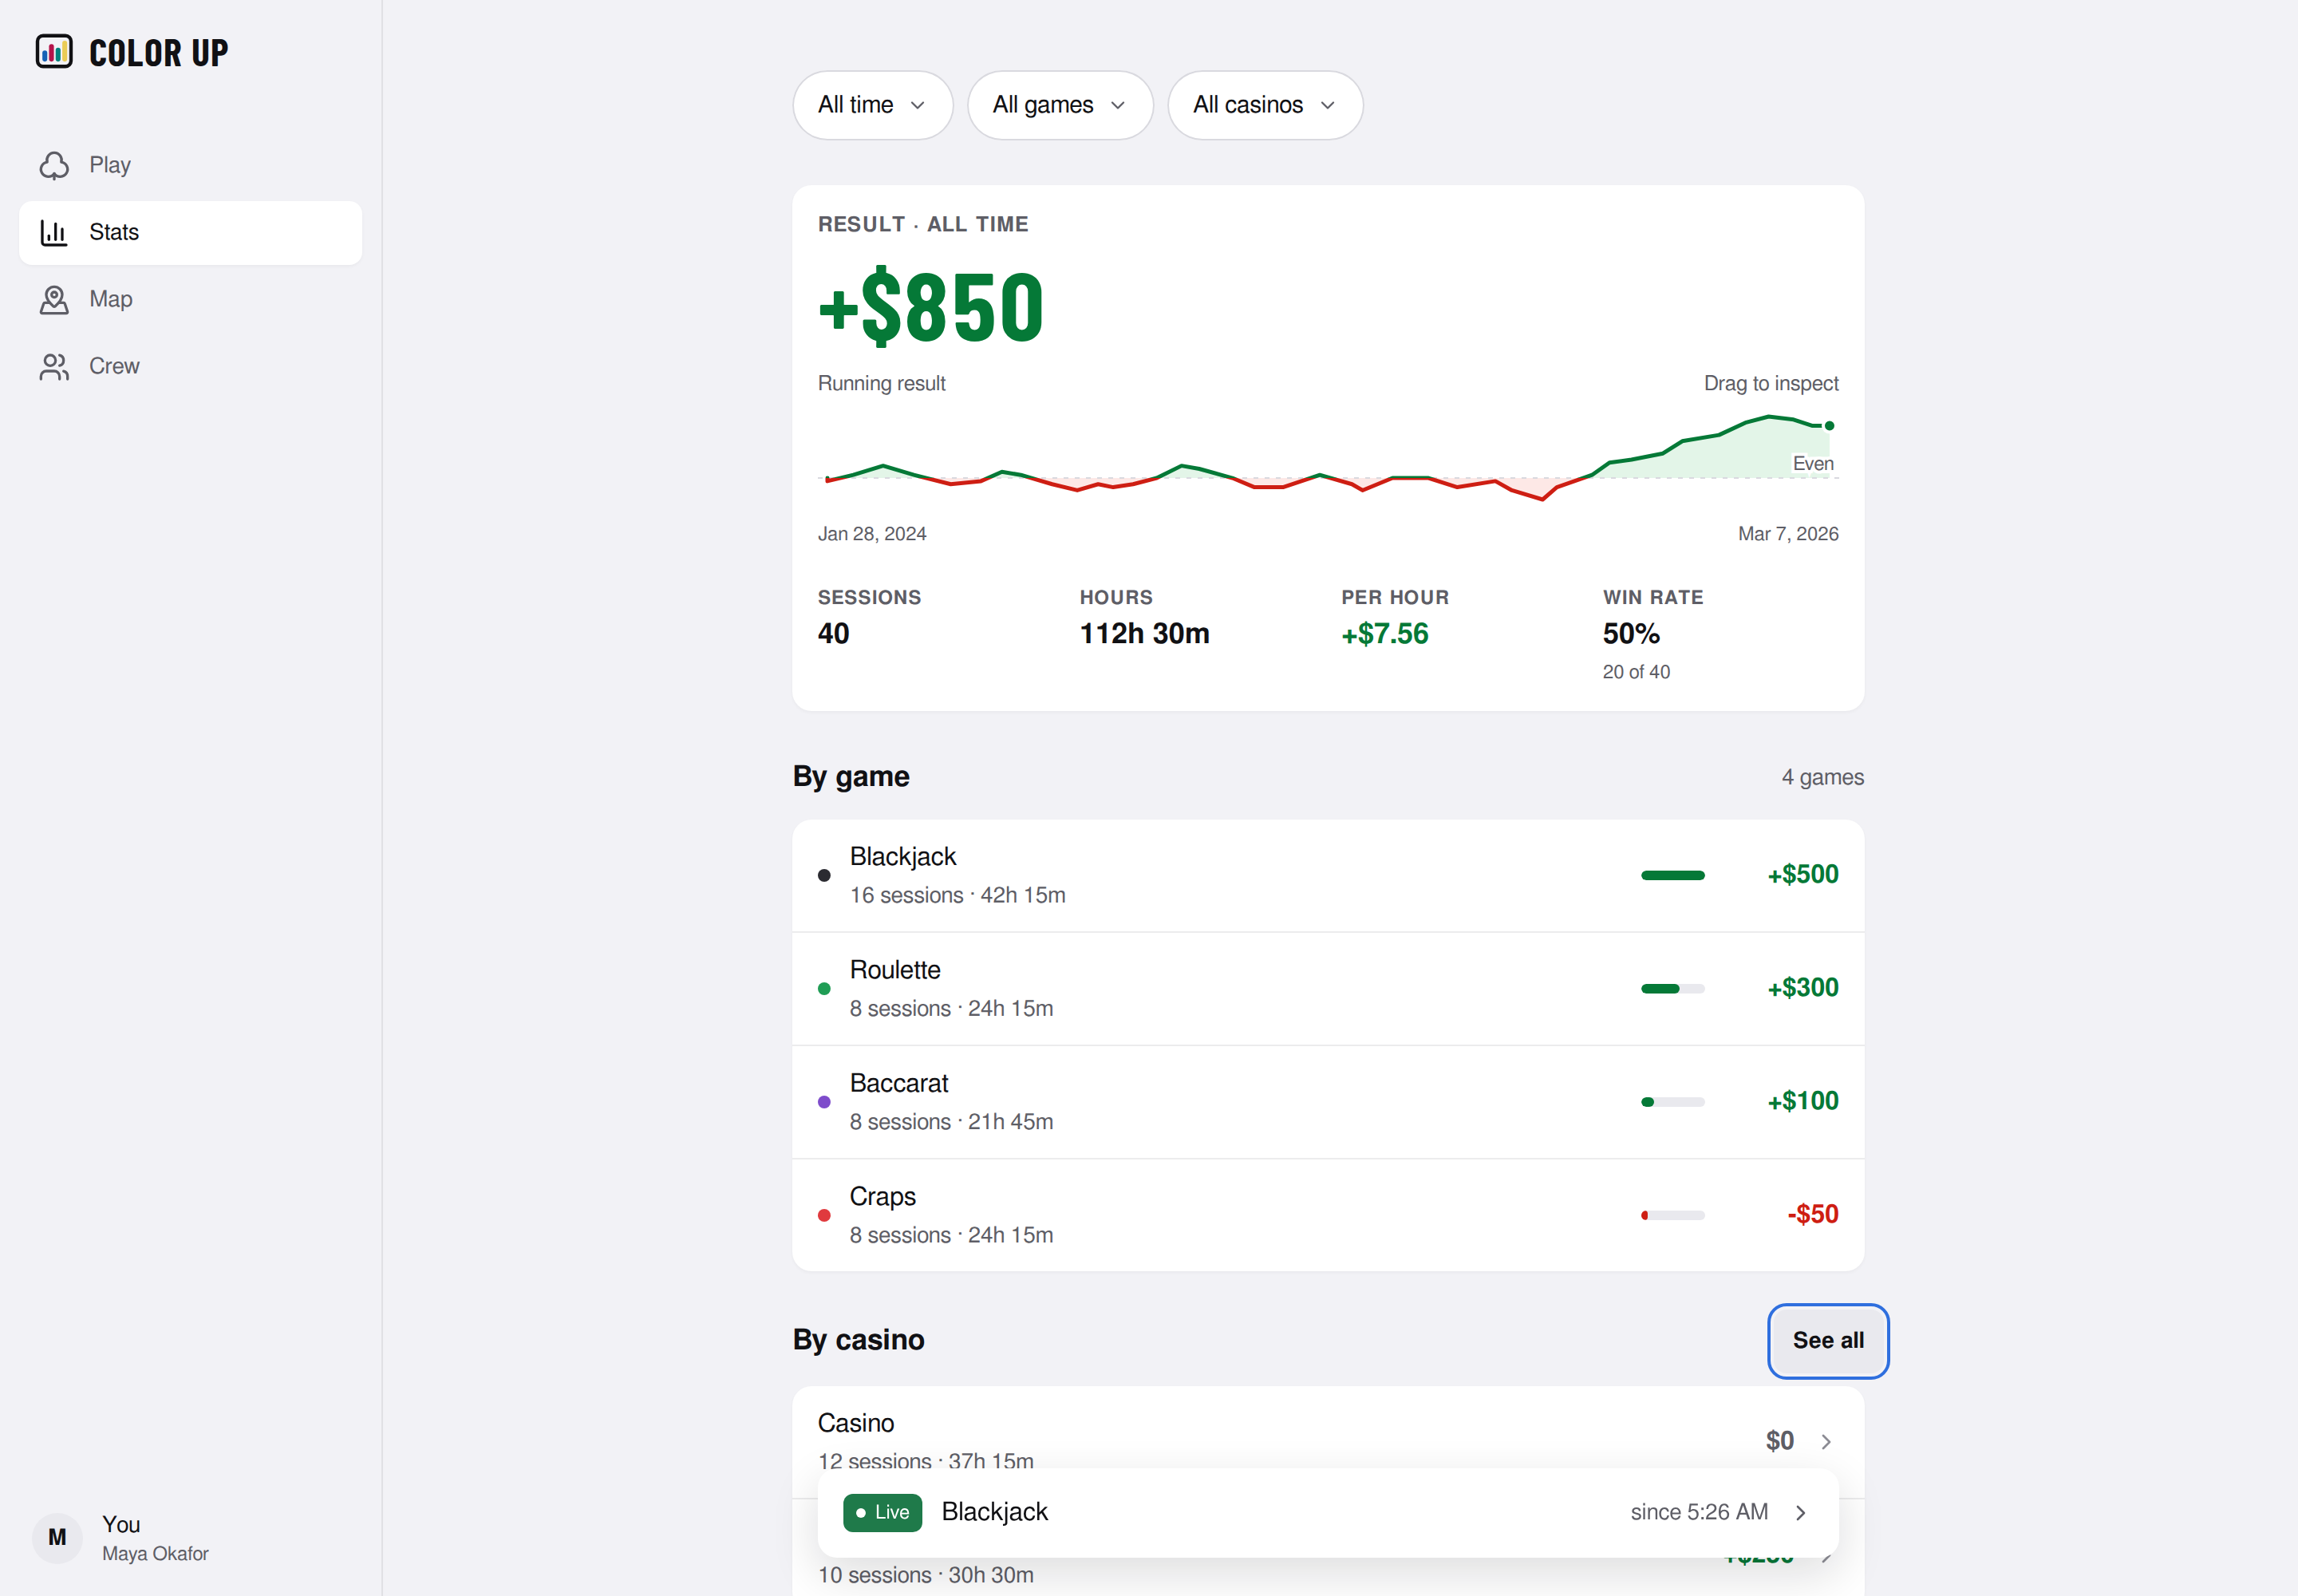 COLOR UP
Play
Stats
Map
Crew
M
You
Maya Okafor
All time
All games
All casinos
RESULT · ALL TIME
+$850
Running result
Drag to inspect
Even
Jan 28, 2024
Mar 7, 2026
SESSIONS
40
HOURS
112h 30m
PER HOUR
+$7.56
WIN RATE
50%
20 of 40
By game
4 games
Blackjack
16 sessions · 42h 15m
+$500
Roulette
8 sessions · 24h 15m
+$300
Baccarat
8 sessions · 21h 45m
+$100
Craps
8 sessions · 24h 15m
-$50
By casino
See all
Casino
12 sessions · 37h 15m
$0
Live
Blackjack
since 5:26 AM
10 sessions · 30h 30m